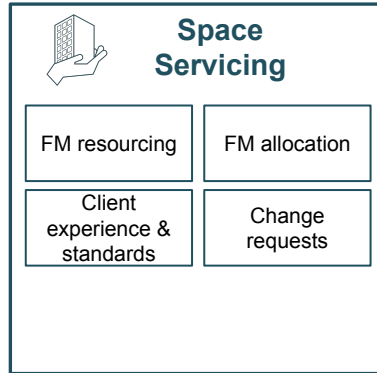 Space
Servicing
FM resourcing
FM allocation
Client
experience &
standards
Change
requests